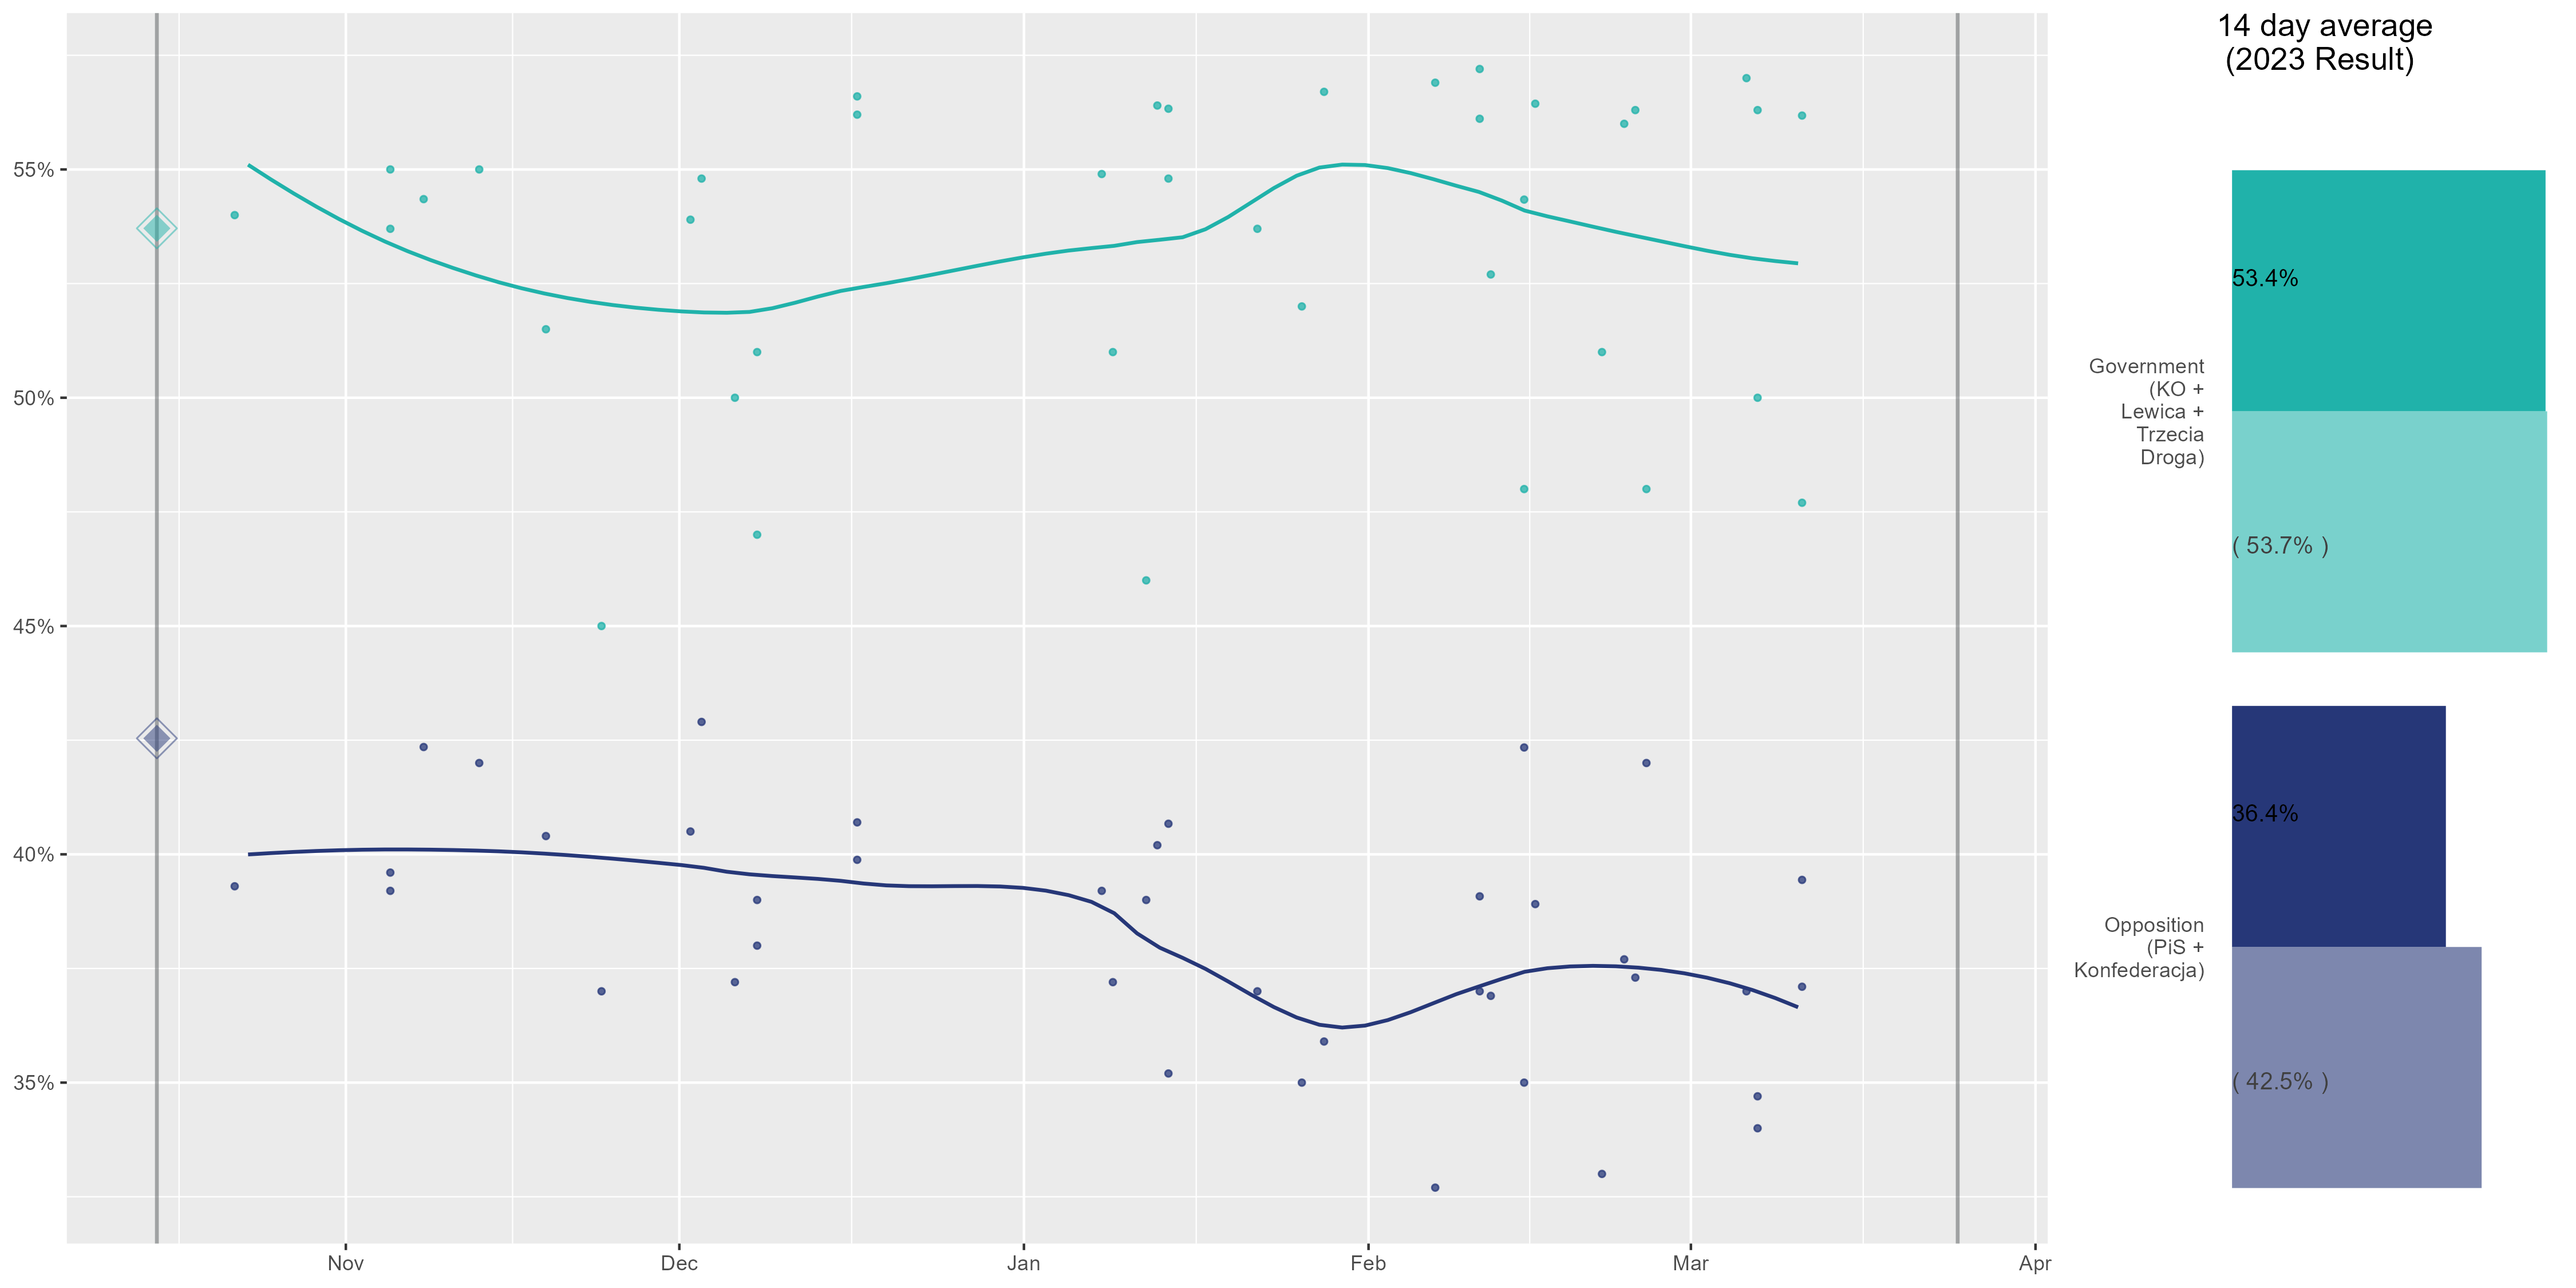 14 day average
(2023 Result)
55%
50%
45%
40%
35%
Nov
Dec
Jan
Feb
Mar
Apr
Government
(KO +
Lewica +
Trzecia
Droga)
53.4%
( 53.7% )
Opposition
(PiS +
Konfederacja)
36.4%
( 42.5% )